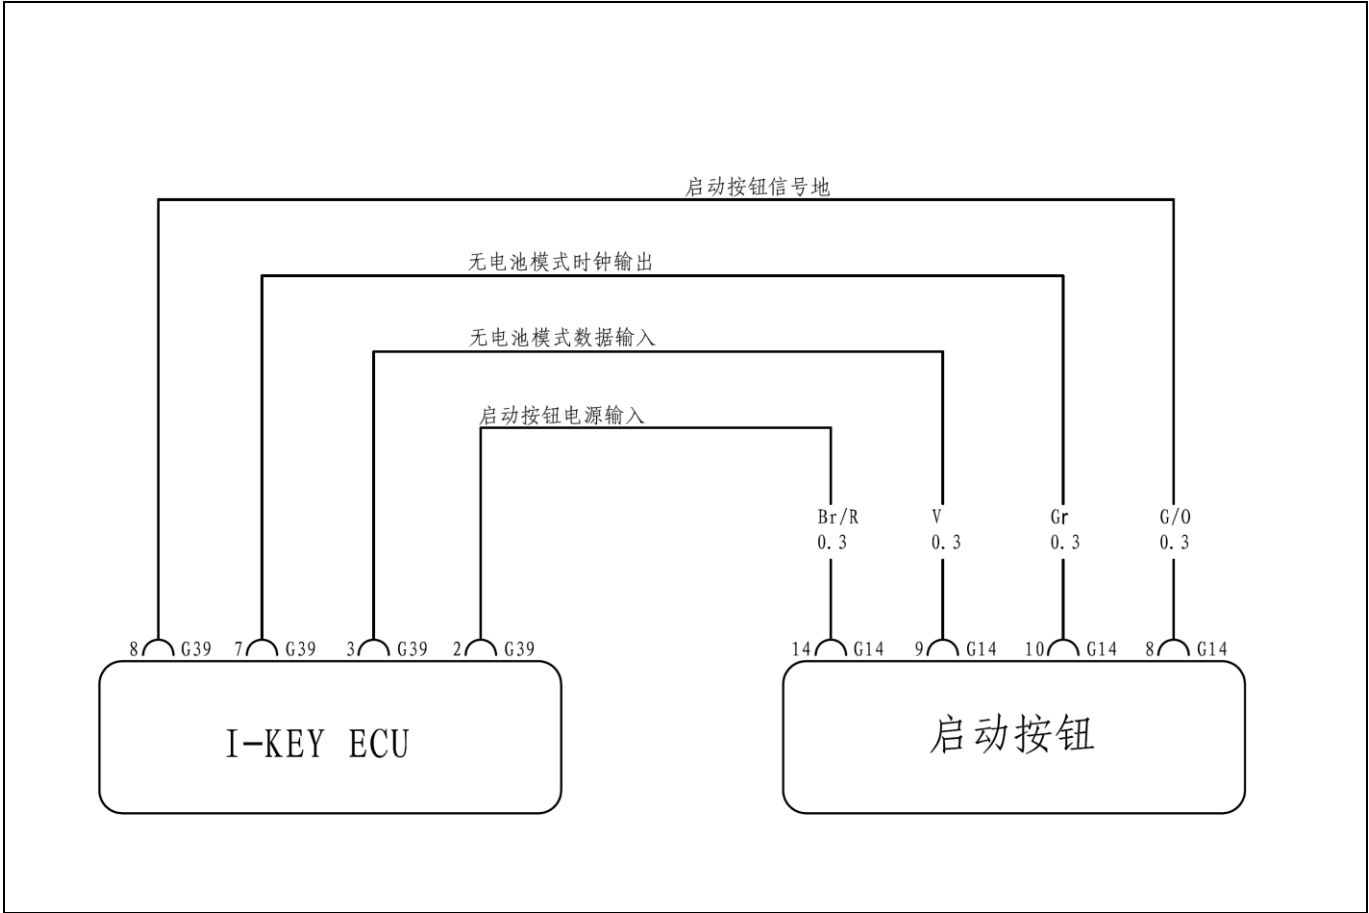 启动按钮信号地
无电池模式时钟输出
无电池模式数据输入
启动按钮电源输入
Br/R V Gr G/O
0.3 0.3 0.3 0.3
8 G39 7 G39 3 G39 2 G39 14 G14 9 G14 10 G14 8 G14
I-KEY ECU 启动按钮